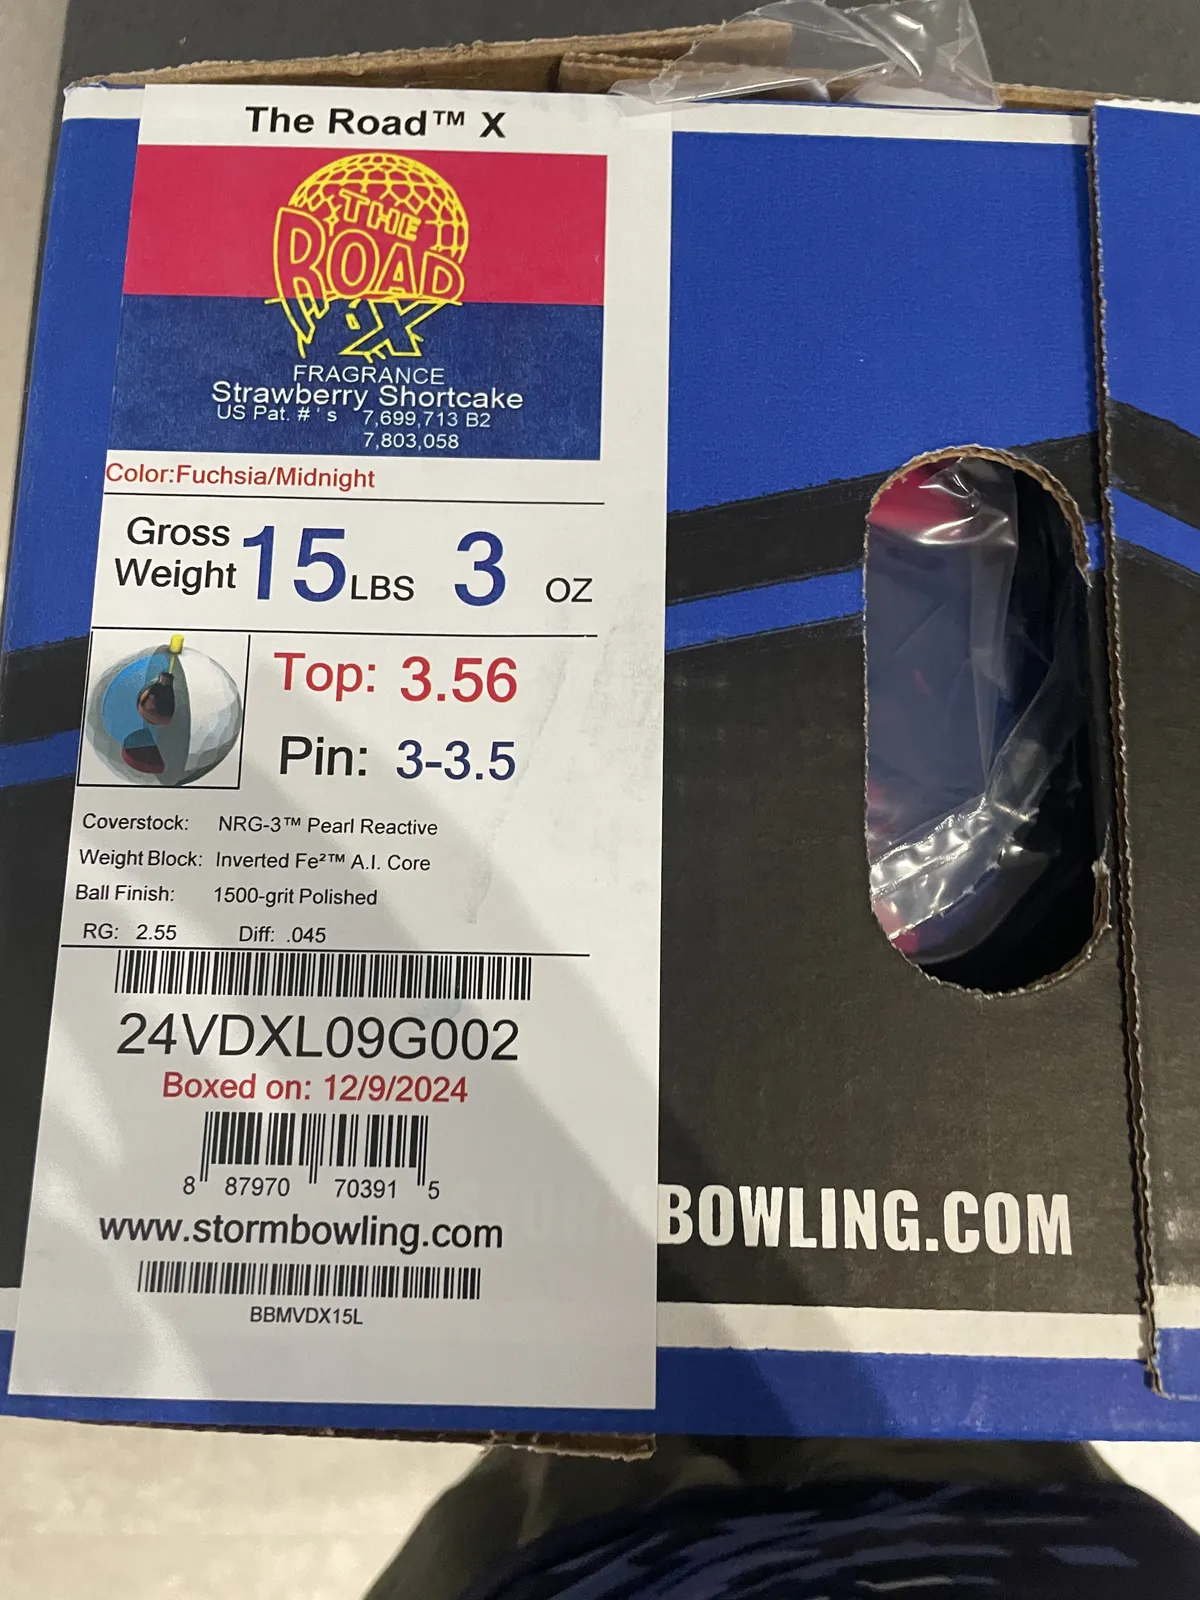 The Road™ X
THE
ROAD
X
FRAGRANCE
Strawberry Shortcake
US Pat. # ' s 7,699,713 B2
7,803,058
Color:Fuchsia/Midnight
Gross Weight 15 LBS 3 OZ
Top: 3.56
Pin: 3-3.5
Coverstock: NRG-3™ Pearl Reactive
Weight Block: Inverted Fe²™ A.I. Core
Ball Finish: 1500-grit Polished
RG: 2.55 Diff: .045
24VDXL09G002
Boxed on: 12/9/2024
8 87970 70391 5
www.stormbowling.com
BBMVDX15L
BOWLING.COM